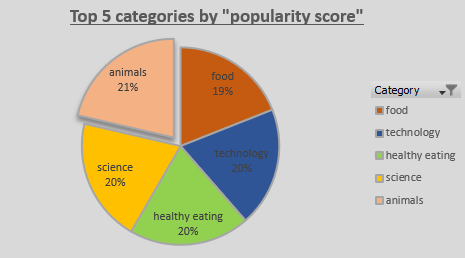 Top 5 categories by "popularity score"
animals
21%
food
19%
technology
20%
science
20%
healthy eating
20%
Category
food
technology
healthy eating
science
animals